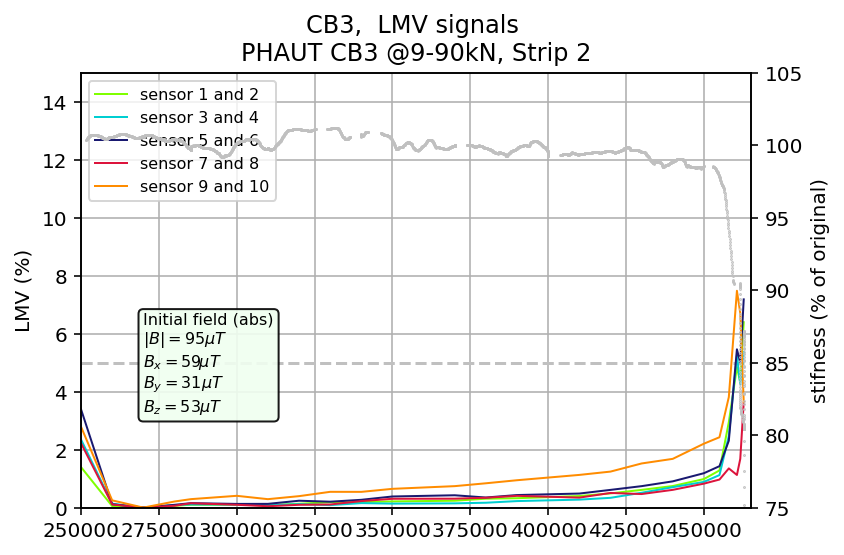 CB3, LMV signals
PHAUT CB3 @9-90kN, Strip 2
LMV (%)
14
12
10
8
6
4
2
0
sensor 1 and 2
sensor 3 and 4
sensor 5 and 6
sensor 7 and 8
sensor 9 and 10
Initial field (abs)
|B| = 95μT
Bₓ = 59μT
B_y = 31μT
B_z = 53μT
105
100
95
90
85
80
75
stifness (% of original)
250000 275000 300000 325000 350000 375000 400000 425000 450000